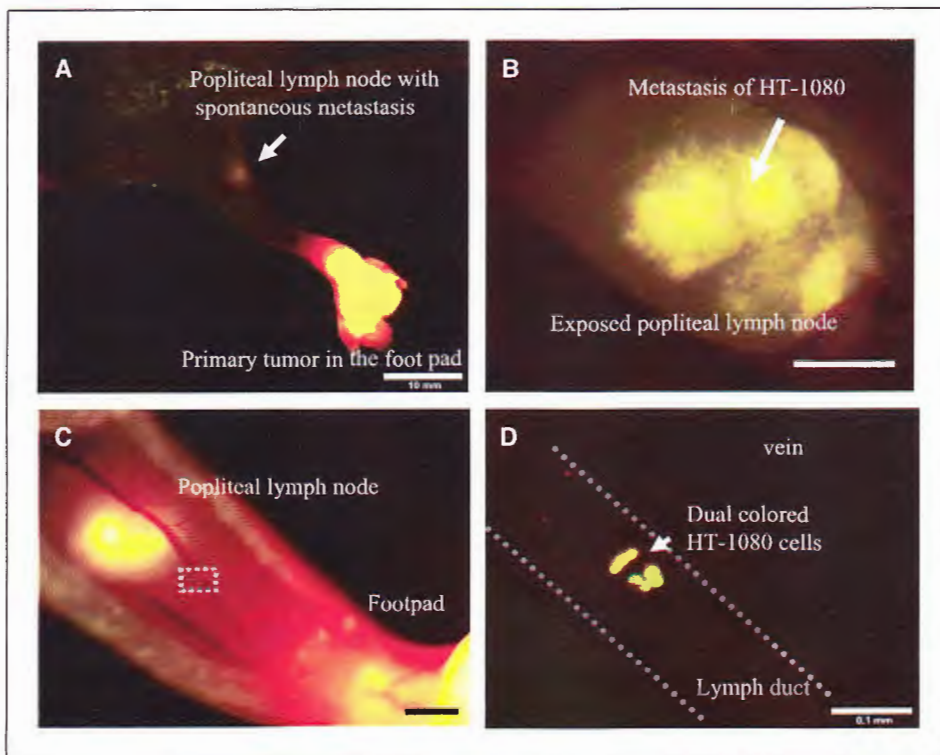 A
Popliteal lymph node with
spontaneous metastasis
Primary tumor in the foot pad
10 mm
B
Metastasis of HT-1080
Exposed popliteal lymph node
C
Popliteal lymph node
Footpad
D
vein
Dual colored
HT-1080 cells
Lymph duct
0.1 mm